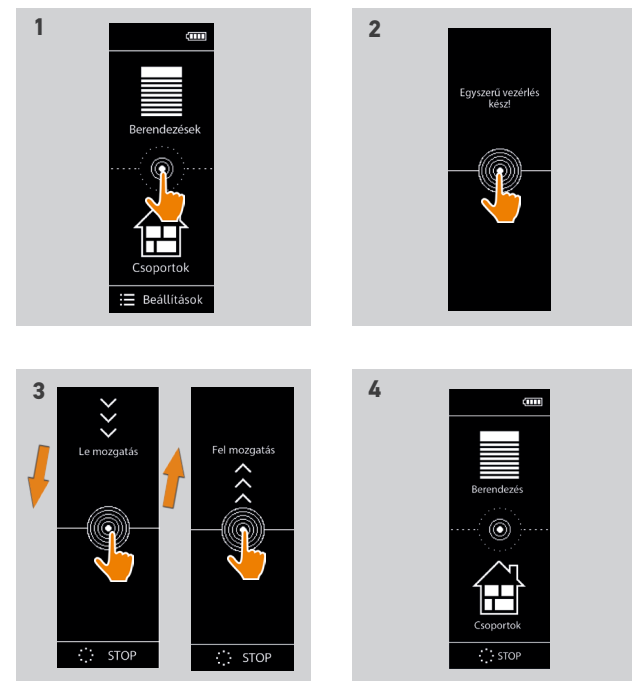 1
Berendezések
Csoportok
Beállítások
2
Egyszerű vezérlés
kész!
3
Le mozgatás
STOP
Fel mozgatás
STOP
4
Berendezés
Csoportok
STOP